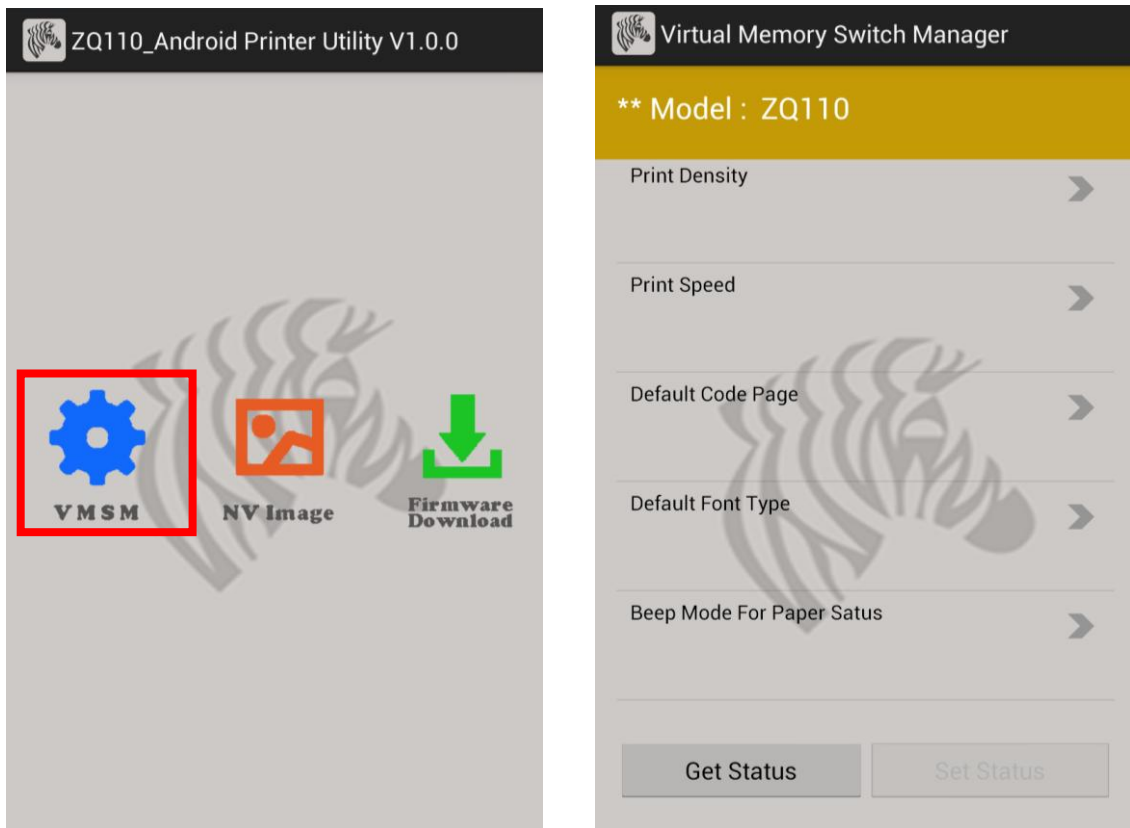 ZQ110_Android Printer Utility V1.0.0
VMSM
NV Image
Firmware
Download
Virtual Memory Switch Manager
** Model : ZQ110
Print Density
Print Speed
Default Code Page
Default Font Type
Beep Mode For Paper Satus
Get Status
Set Status